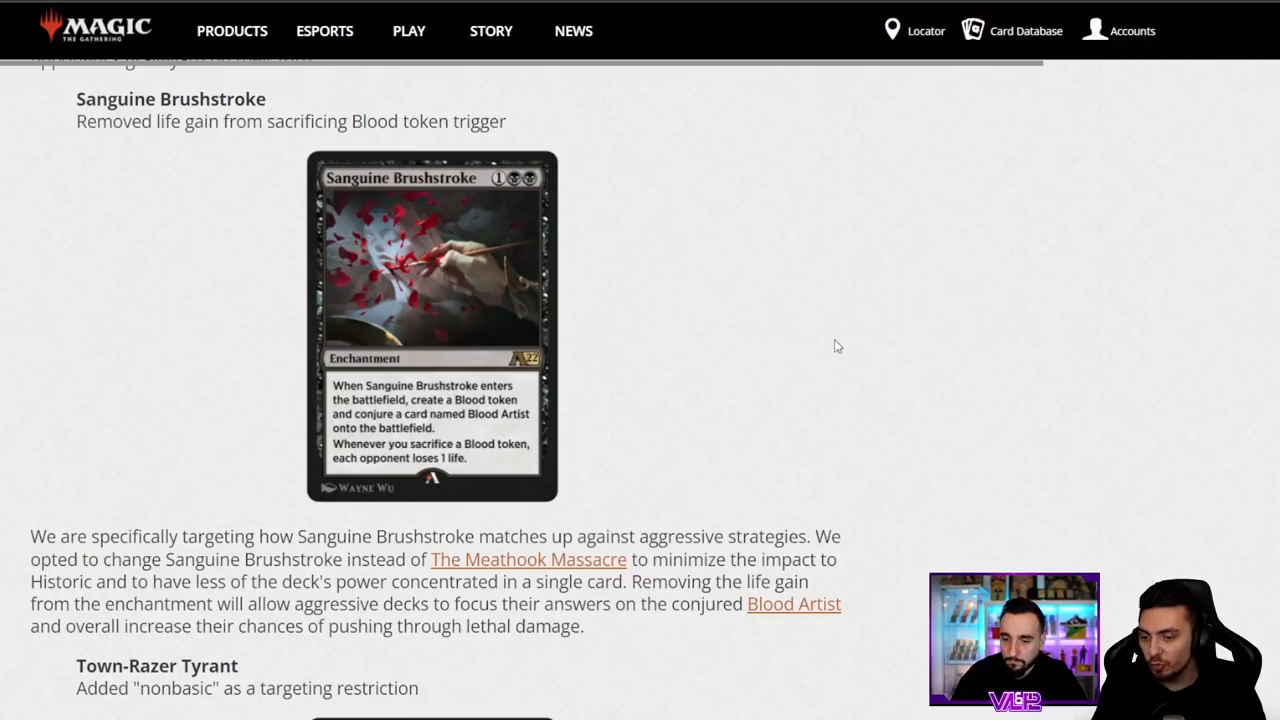 MAGIC
THE GATHERING
PRODUCTS ESPORTS PLAY STORY NEWS Locator Card Database Accounts
Sanguine Brushstroke
Removed life gain from sacrificing Blood token trigger
Sanguine Brushstroke 1
Enchantment A22
When Sanguine Brushstroke enters
the battlefield, create a Blood token
and conjure a card named Blood Artist
onto the battlefield.
Whenever you sacrifice a Blood token,
each opponent loses 1 life.
WAYNE WU
We are specifically targeting how Sanguine Brushstroke matches up against aggressive strategies. We
opted to change Sanguine Brushstroke instead of The Meathook Massacre to minimize the impact to
Historic and to have less of the deck's power concentrated in a single card. Removing the life gain
from the enchantment will allow aggressive decks to focus their answers on the conjured Blood Artist
and overall increase their chances of pushing through lethal damage.
Town-Razer Tyrant
Added "nonbasic" as a targeting restriction